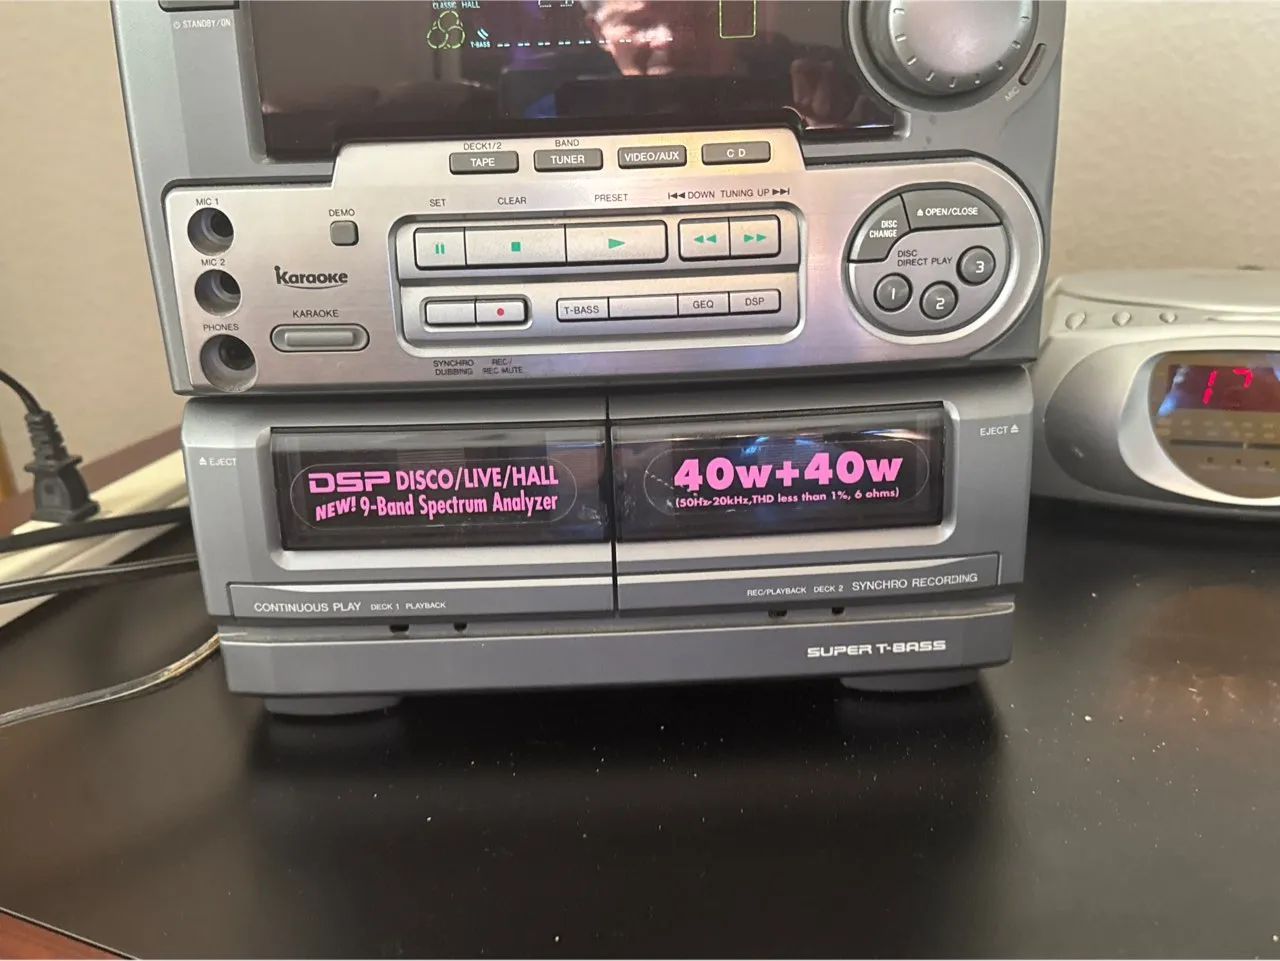 CLASSIC HALL
STANDBY/ON
T-BASS
MIC
DECK1/2
BAND
TAPE
TUNER
VIDEO/AUX
CD
MIC 1
SET
CLEAR
PRESET
DOWN TUNING UP
DEMO
OPEN/CLOSE
DISC CHANGE
DISC
DIRECT PLAY
1
2
3
MIC 2
Karaoke
KARAOKE
PHONES
T-BASS
GEQ
DSP
SYNCHRO
DUBBING
REC/
REC MUTE
EJECT
EJECT
DSP DISCO/LIVE/HALL
NEW! 9-Band Spectrum Analyzer
40w+40w
(50Hz-20kHz,THD less than 1%, 6 ohms)
CONTINUOUS PLAY DECK 1 PLAYBACK
REC/PLAYBACK DECK 2 SYNCHRO RECORDING
SUPER T-BASS